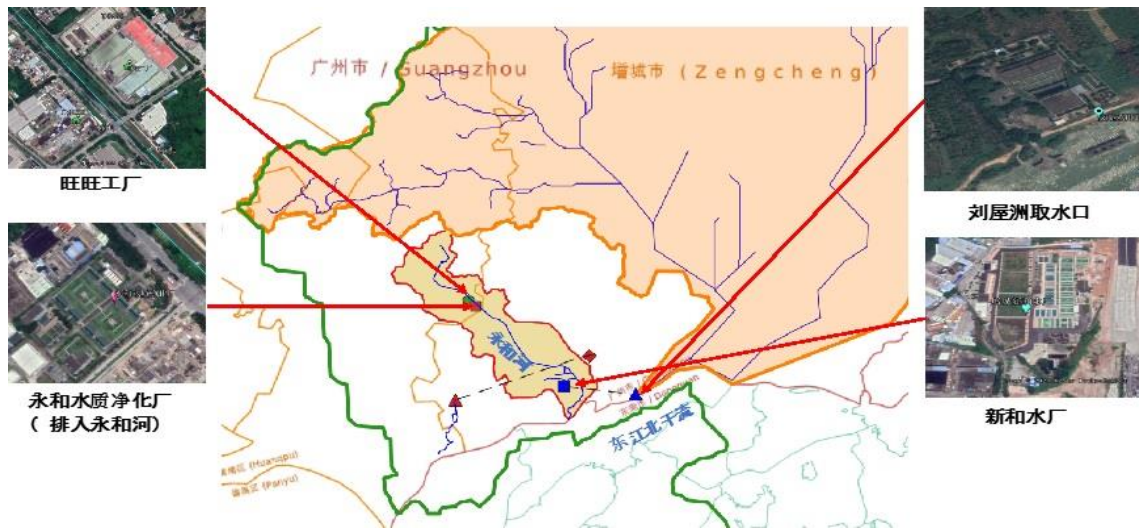 广州市 / Guangzhou
增城市 (Zengcheng)
旺旺工厂
刘屋洲取水口
永和河
永和水质净化厂
( 排入永和河)
东江北干流
新和水厂
(Huangpu)
(Panyu)